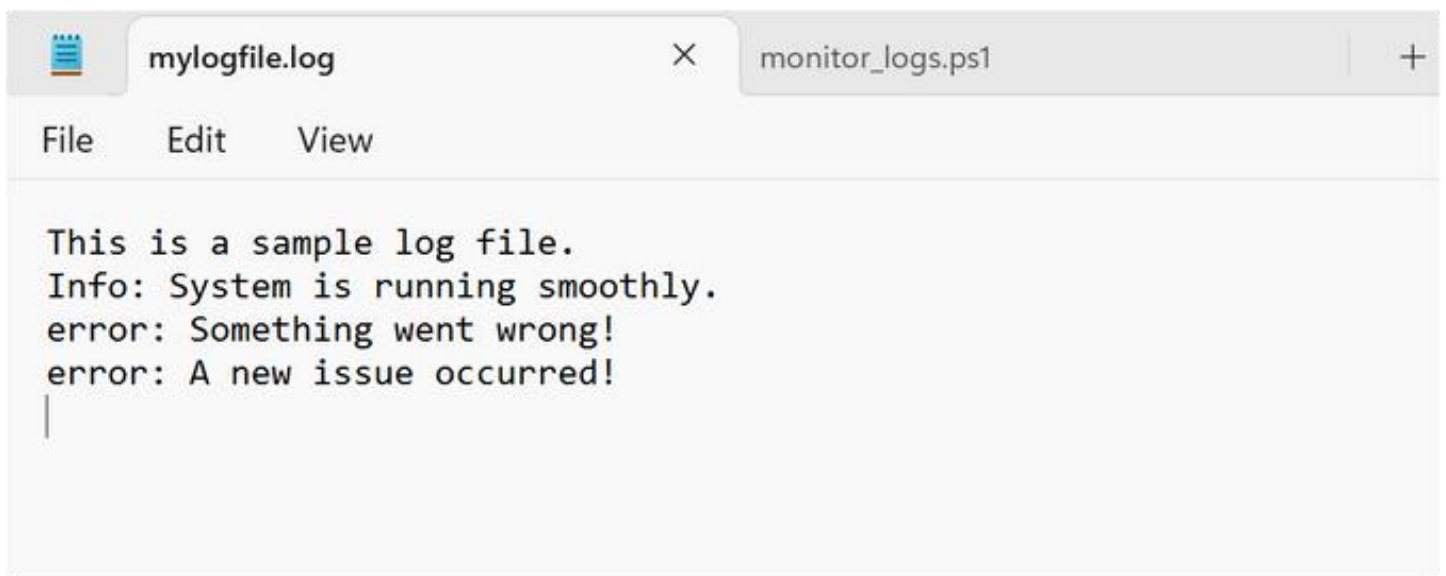 mylogfile.log monitor_logs.ps1
File Edit View
This is a sample log file.
Info: System is running smoothly.
error: Something went wrong!
error: A new issue occurred!